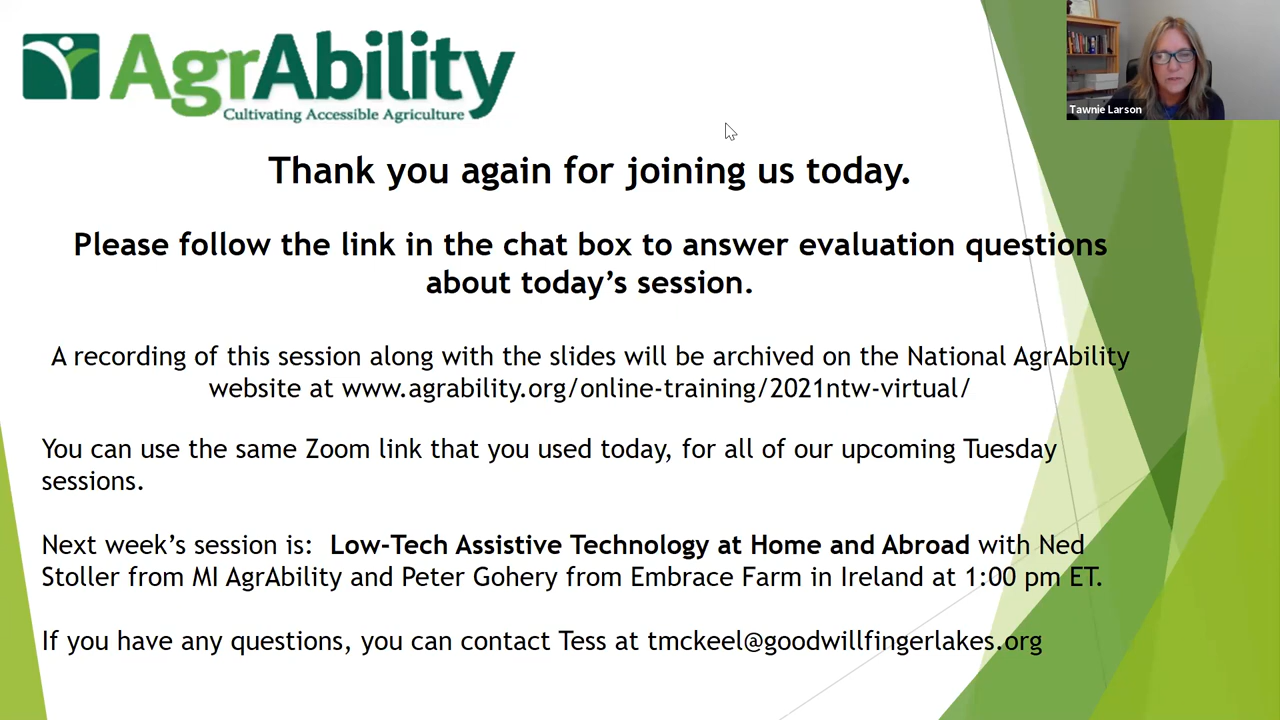 AgrAbility
Cultivating Accessible Agriculture
Tawnie Larson
Thank you again for joining us today.
Please follow the link in the chat box to answer evaluation questions
about today’s session.
A recording of this session along with the slides will be archived on the National AgrAbility
website at www.agrability.org/online-training/2021ntw-virtual/
You can use the same Zoom link that you used today, for all of our upcoming Tuesday
sessions.
Next week’s session is: Low-Tech Assistive Technology at Home and Abroad with Ned
Stoller from MI AgrAbility and Peter Gohery from Embrace Farm in Ireland at 1:00 pm ET.
If you have any questions, you can contact Tess at tmckeel@goodwillfingerlakes.org